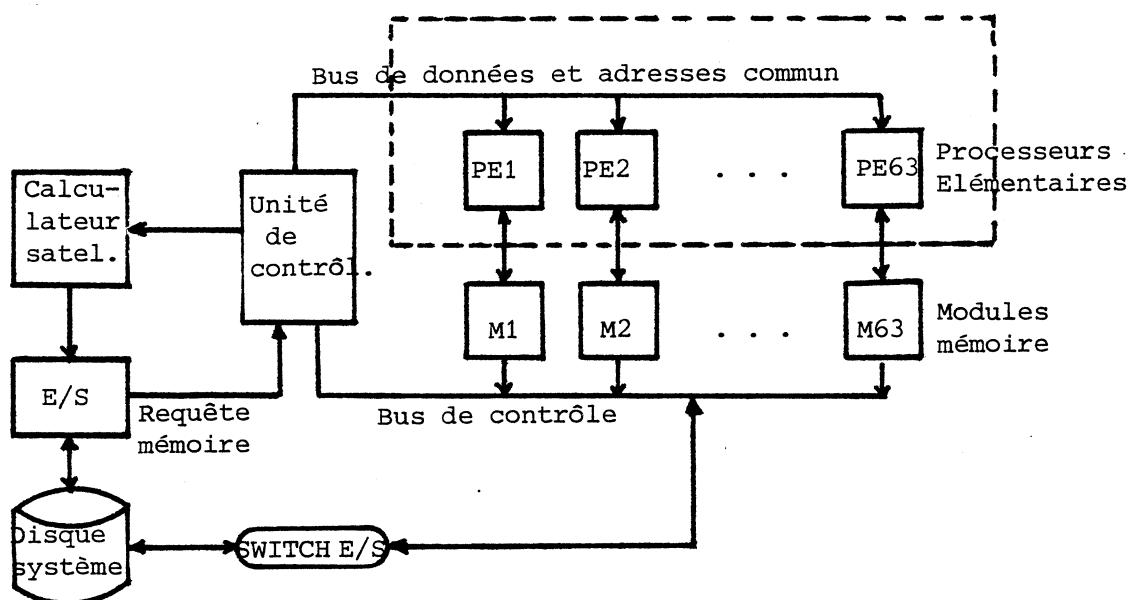 Bus de données et adresses commun
PE1
PE2
. . .
PE63
Processeurs
Elémentaires
Calcu-
lateur
satel.
Unité
de
contrôl.
M1
M2
. . .
M63
Modules
mémoire
E/S
Requête
mémoire
Bus de contrôle
Disque
système
SWITCH E/S